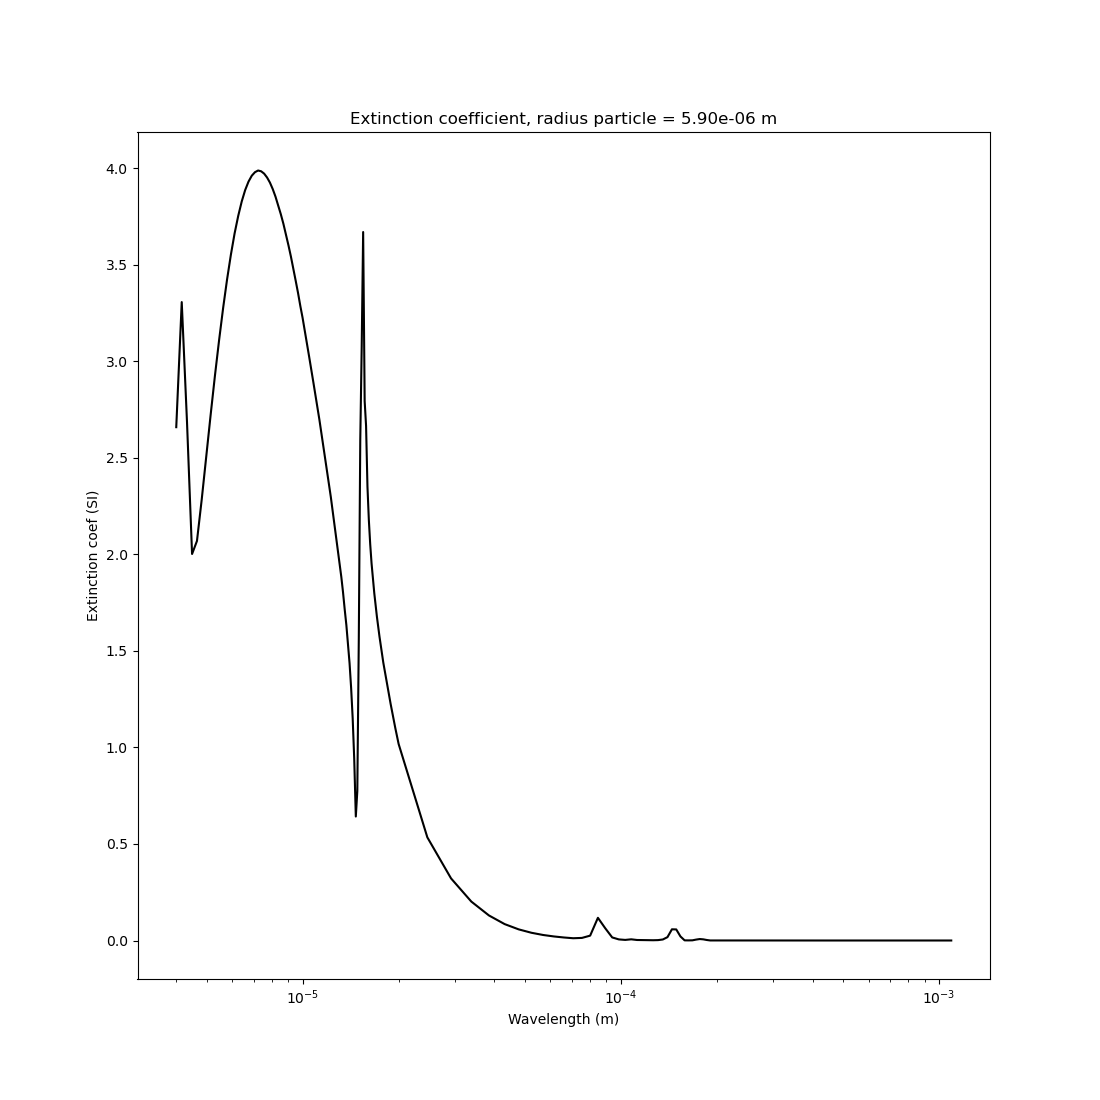 Extinction coefficient, radius particle = 5.90e-06 m
4.0
3.5
3.0
2.5
2.0
1.5
1.0
0.5
0.0
Extinction coef (SI)
10⁻⁵ 10⁻⁴ 10⁻³
Wavelength (m)